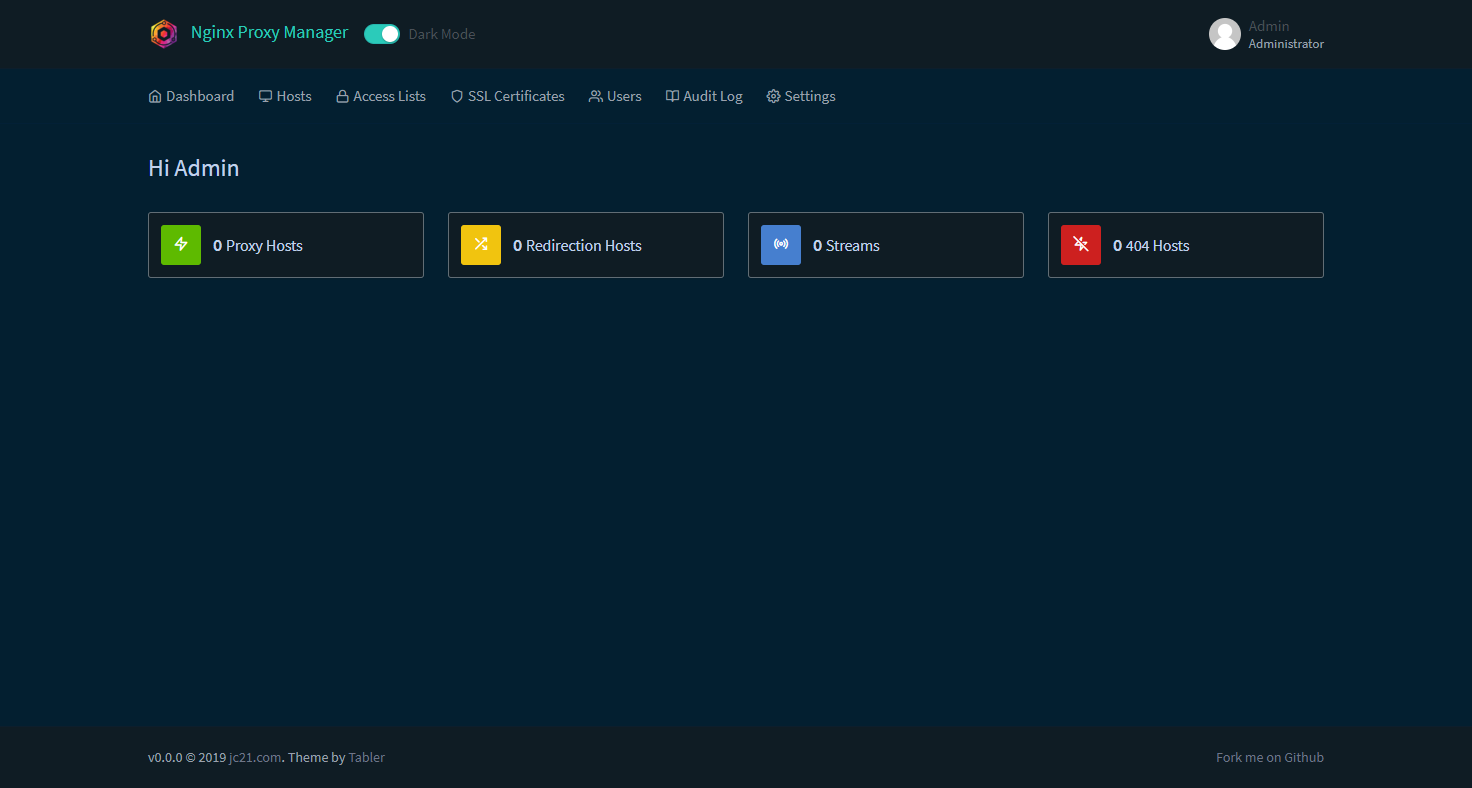 Nginx Proxy Manager Dark Mode
Admin
Administrator
Dashboard Hosts Access Lists SSL Certificates Users Audit Log Settings
Hi Admin
0 Proxy Hosts
0 Redirection Hosts
0 Streams
0 404 Hosts
v0.0.0 © 2019 jc21.com. Theme by Tabler
Fork me on Github